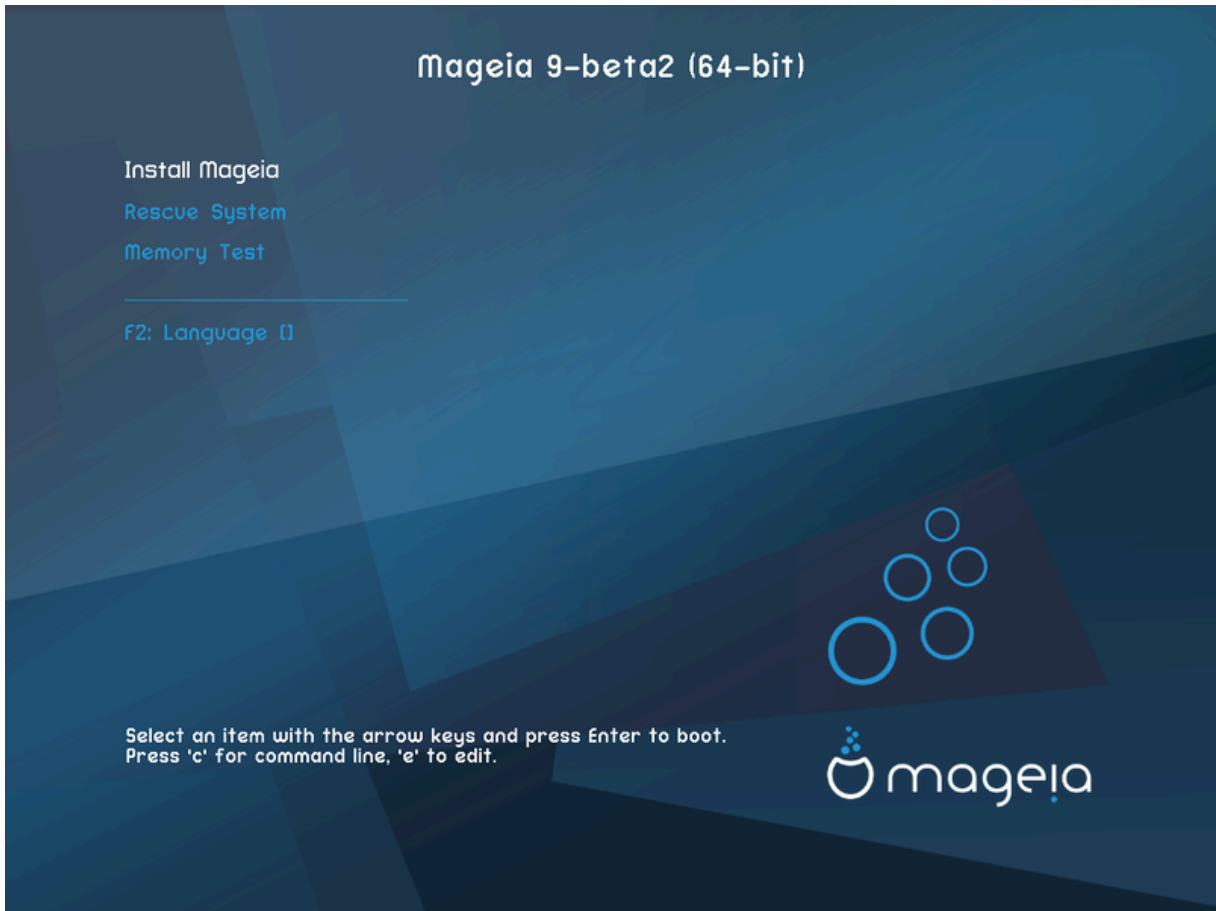 Mageia 9-beta2 (64-bit)
Install Mageia
Rescue System
Memory Test
F2: Language []
Select an item with the arrow keys and press Enter to boot.
Press 'c' for command line, 'e' to edit.
mageia